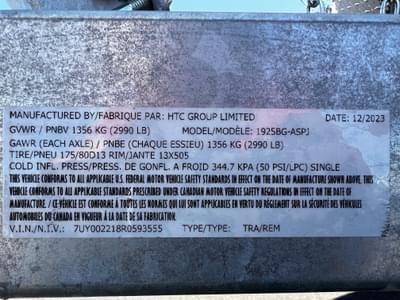 MANUFACTURED BY/FABRIQUE PAR: HTC GROUP LIMITED DATE: 12/2023
GVWR / PNBV 1356 KG (2990 LB) MODEL/MODÈLE: 1925BG-ASPJ
GAWR (EACH AXLE) / PNBE (CHAQUE ESSIEU) 1356 KG (2990 LB)
TIRE/PNEU 175/80D13 RIM/JANTE 13X505
COLD INFL. PRESS/PRESS. DE GONFL. A FROID 344.7 KPA (50 PSI/LPC) SINGLE
THIS VEHICLE CONFORMS TO ALL APPLICABLE U.S. FEDERAL MOTOR VEHICLE SAFETY STANDARDS IN EFFECT ON THE DATE OF MANUFACTURE SHOWN ABOVE. THIS VEHICLE
CONFORMS TO ALL APPLICABLE STANDARDS PRESCRIBED UNDER CANADIAN MOTOR VEHICLE SAFETY REGULATIONS IN EFFECT ON THE DATE OF
MANUFACTURE. / CE VÉHICLE EST CONFORME À TOUTES LES NORMES QUI LUI SONT APPLICABLES EN VERTU DU RÉGLEMENT SUR LA SÉCURITÉ DES VÉHICULES
AUTOMOBILES DU CANADA EN VIGUEUR À LA DATE DE SA FABRICATION.
V.I.N./N.I.V.: 7UY002218R0593555 TYPE/TYPE: TRA/REM